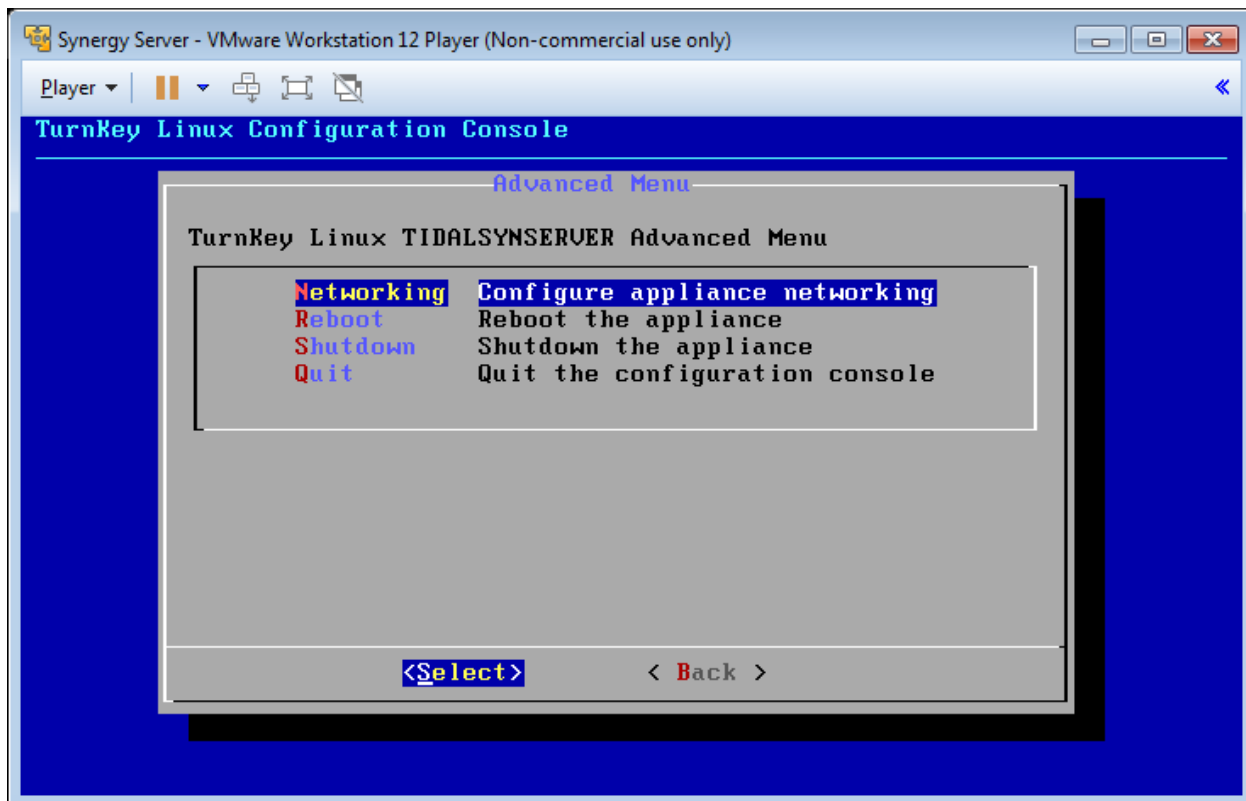 Synergy Server - VMware Workstation 12 Player (Non-commercial use only)
Player
TurnKey Linux Configuration Console
Advanced Menu
TurnKey Linux TIDALSYNSERVER Advanced Menu
Networking Configure appliance networking
Reboot Reboot the appliance
Shutdown Shutdown the appliance
Quit Quit the configuration console
<Select> < Back >